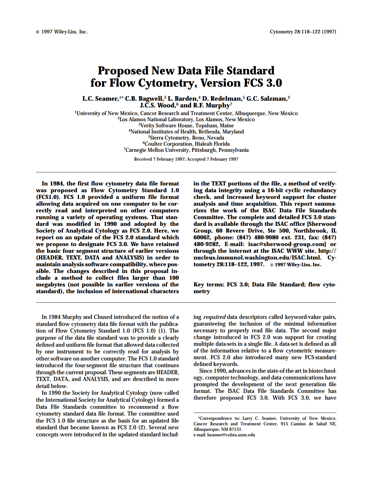 © 1997 Wiley-Liss, Inc.
Cytometry 28:118–122 (1997)
Proposed New Data File Standard
for Flow Cytometry, Version FCS 3.0
L.C. Seamer,¹* C.B. Bagwell,³ L. Barden,⁴ D. Redelman,⁵ G.C. Salzman,²
J.C.S. Wood,⁶ and R.F. Murphy⁷
¹University of New Mexico, Cancer Research and Treatment Center, Albuquerque, New Mexico
²Los Alamos National Laboratory, Los Alamos, New Mexico
³Verity Software House, Topsham, Maine
⁴National Institutes of Health, Bethesda, Maryland
⁵Sierra Cytometry, Reno, Nevada
⁶Coulter Corporation, Hialeah Florida
⁷Carnegie Mellon University, Pittsburgh, Pennsylvania
Received 7 February 1997; Accepted 7 February 1997
In 1984, the first flow cytometry data file format
was proposed as Flow Cytometry Standard 1.0
(FCS1.0). FCS 1.0 provided a uniform file format
allowing data acquired on one computer to be cor-
rectly read and interpreted on other computers
running a variety of operating systems. That stan-
dard was modified in 1990 and adopted by the
Society of Analytical Cytology as FCS 2.0. Here, we
report on an update of the FCS 2.0 standard which
we propose to designate FCS 3.0. We have retained
the basic four segment structure of earlier versions
(HEADER, TEXT, DATA and ANALYSIS) in order to
maintain analysis software compatibility, where pos-
sible. The changes described in this proposal in-
clude a method to collect files larger than 100
megabytes (not possible in earlier versions of the
standard), the inclusion of international characters
in the TEXT portions of the file, a method of verify-
ing data integrity using a 16-bit cyclic redundancy
check, and increased keyword support for cluster
analysis and time acquisition. This report summa-
rizes the work of the ISAC Data File Standards
Committee. The complete and detailed FCS 3.0 stan-
dard is available through the ISAC office [Sherwood
Group, 60 Revere Drive, Ste 500, Northbrook, IL
60062, phone: (847) 480-9080 ext. 231, fax: (847)
480-9282, E-mail: isac@sherwood-group.com] or
through the internet at the ISAC WWW site, http://
nucleus.immunol.washington.edu/ISAC.html. Cy-
tometry 28:118–122, 1997. © 1997 Wiley-Liss, Inc.
Key terms: FCS 3.0; Data File Standard; flow cyto-
metry
In 1984 Murphy and Chused introduced the notion of a
standard flow cytometry data file format with the publica-
tion of Flow Cytometry Standard 1.0 (FCS 1.0) (1). The
purpose of the data file standard was to provide a clearly
defined and uniform file format that allowed data collected
by one instrument to be correctly read for analysis by
other software on another computer. The FCS 1.0 standard
introduced the four-segment file structure that continues
through the current proposal. These segments are HEADER,
TEXT, DATA, and ANALYSIS, and are described in more
detail below.
In 1990 the Society for Analytical Cytology (now called
the International Society for Analytical Cytology) formed a
Data File Standards committee to recommend a flow
cytometry standard data file format. The committee used
the FCS 1.0 file structure as the basis for an updated file
standard that became known as FCS 2.0 (2). Several new
concepts were introduced in the updated standard includ-
ing required data descriptors called keyword-value pairs,
guaranteeing the inclusion of the minimal information
necessary to properly read file data. The second major
change introduced in FCS 2.0 was support for creating
multiple data-sets in a single file. A data set is defined as all
of the information relative to a flow cytometric measure-
ment. FCS 2.0 also introduced many new FCS-standard
defined keywords.
Since 1990, advances in the state-of-the-art in biotechnol-
ogy, computer technology, and data communications have
prompted the development of the next generation file
format. The ISAC Data File Standards Committee has
therefore proposed FCS 3.0. With FCS 3.0, we have
*Correspondence to: Larry C. Seamer, University of New Mexico,
Cancer Research and Treatment Center, 915 Camino de Salud NE,
Albuquerque, NM 87131.
e-mail: lseamer@cobra.unm.edu